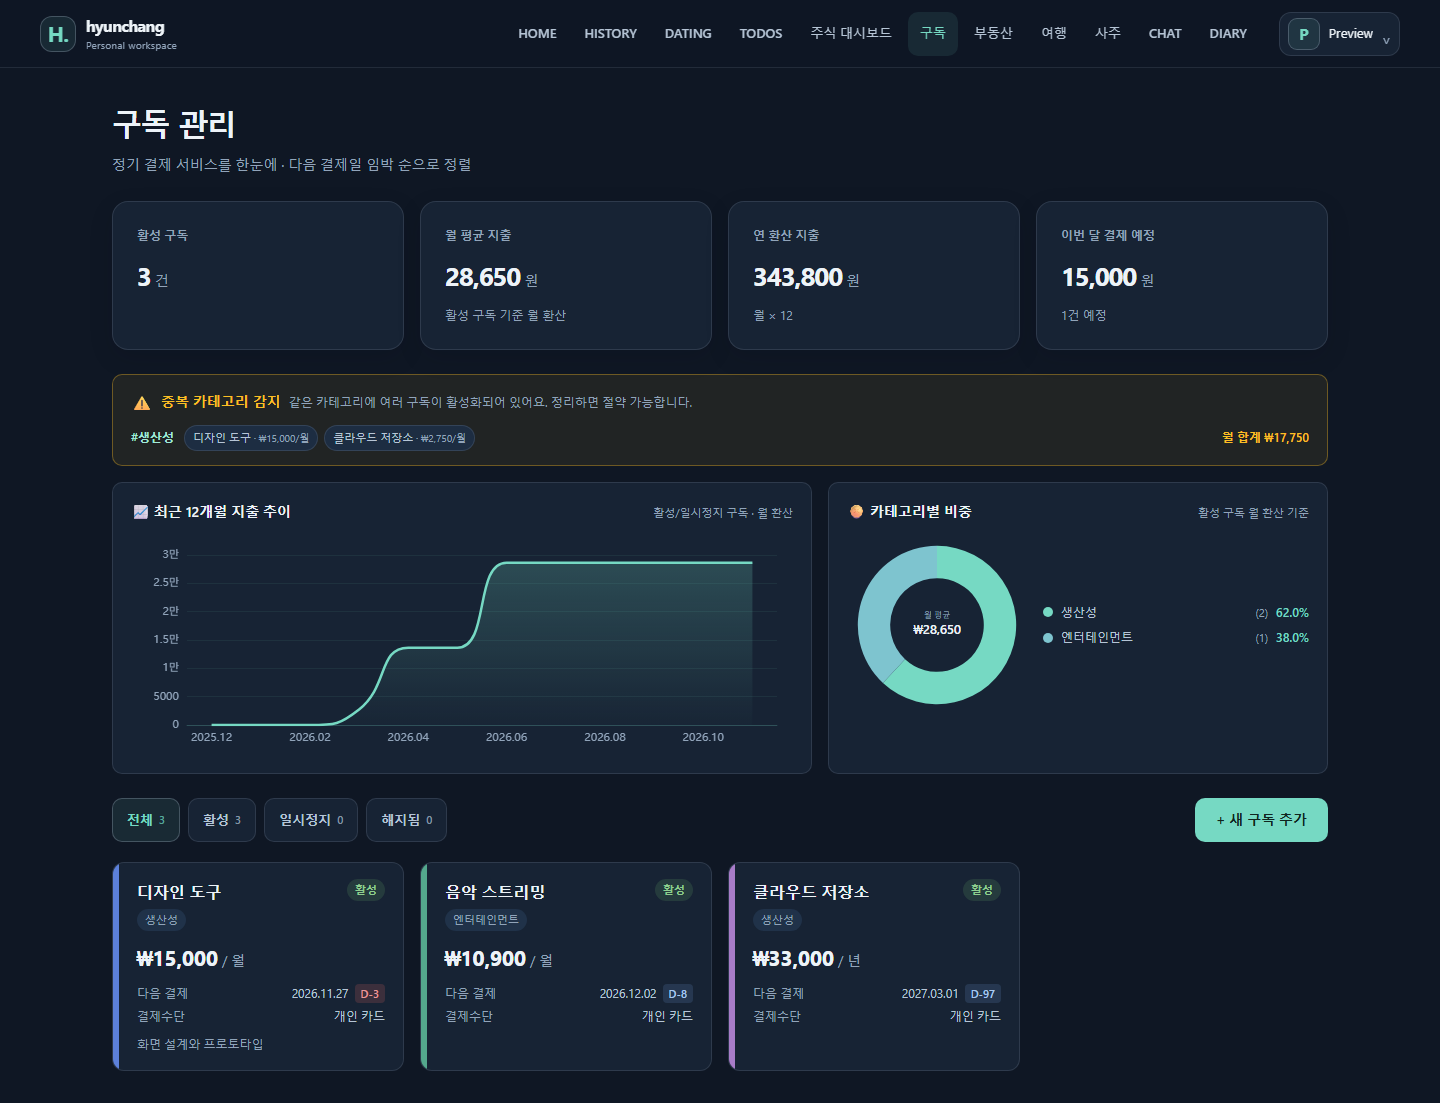 H. hyunchang
Personal workspace
HOME HISTORY DATING TODOS 주식 대시보드 구독 부동산 여행 사주 CHAT DIARY P Preview v
구독 관리
정기 결제 서비스를 한눈에 · 다음 결제일 임박 순으로 정렬
활성 구독
3 건
월 평균 지출
28,650 원
활성 구독 기준 월 환산
연 환산 지출
343,800 원
월 × 12
이번 달 결제 예정
15,000 원
1건 예정
중복 카테고리 감지 같은 카테고리에 여러 구독이 활성화되어 있어요. 정리하면 절약 가능합니다.
#생산성 디자인 도구 · ₩15,000/월 클라우드 저장소 · ₩2,750/월 월 합계 ₩17,750
최근 12개월 지출 추이 활성/일시정지 구독 · 월 환산
3만
2.5만
2만
1.5만
1만
5000
0
2025.12 2026.02 2026.04 2026.06 2026.08 2026.10
카테고리별 비중 활성 구독 월 환산 기준
월 평균
₩28,650
생산성 (2) 62.0%
엔터테인먼트 (1) 38.0%
전체 3 활성 3 일시정지 0 해지됨 0 + 새 구독 추가
디자인 도구 활성
생산성
₩15,000 / 월
다음 결제 2026.11.27 D-3
결제수단 개인 카드
화면 설계와 프로토타입
음악 스트리밍 활성
엔터테인먼트
₩10,900 / 월
다음 결제 2026.12.02 D-8
결제수단 개인 카드
클라우드 저장소 활성
생산성
₩33,000 / 년
다음 결제 2027.03.01 D-97
결제수단 개인 카드